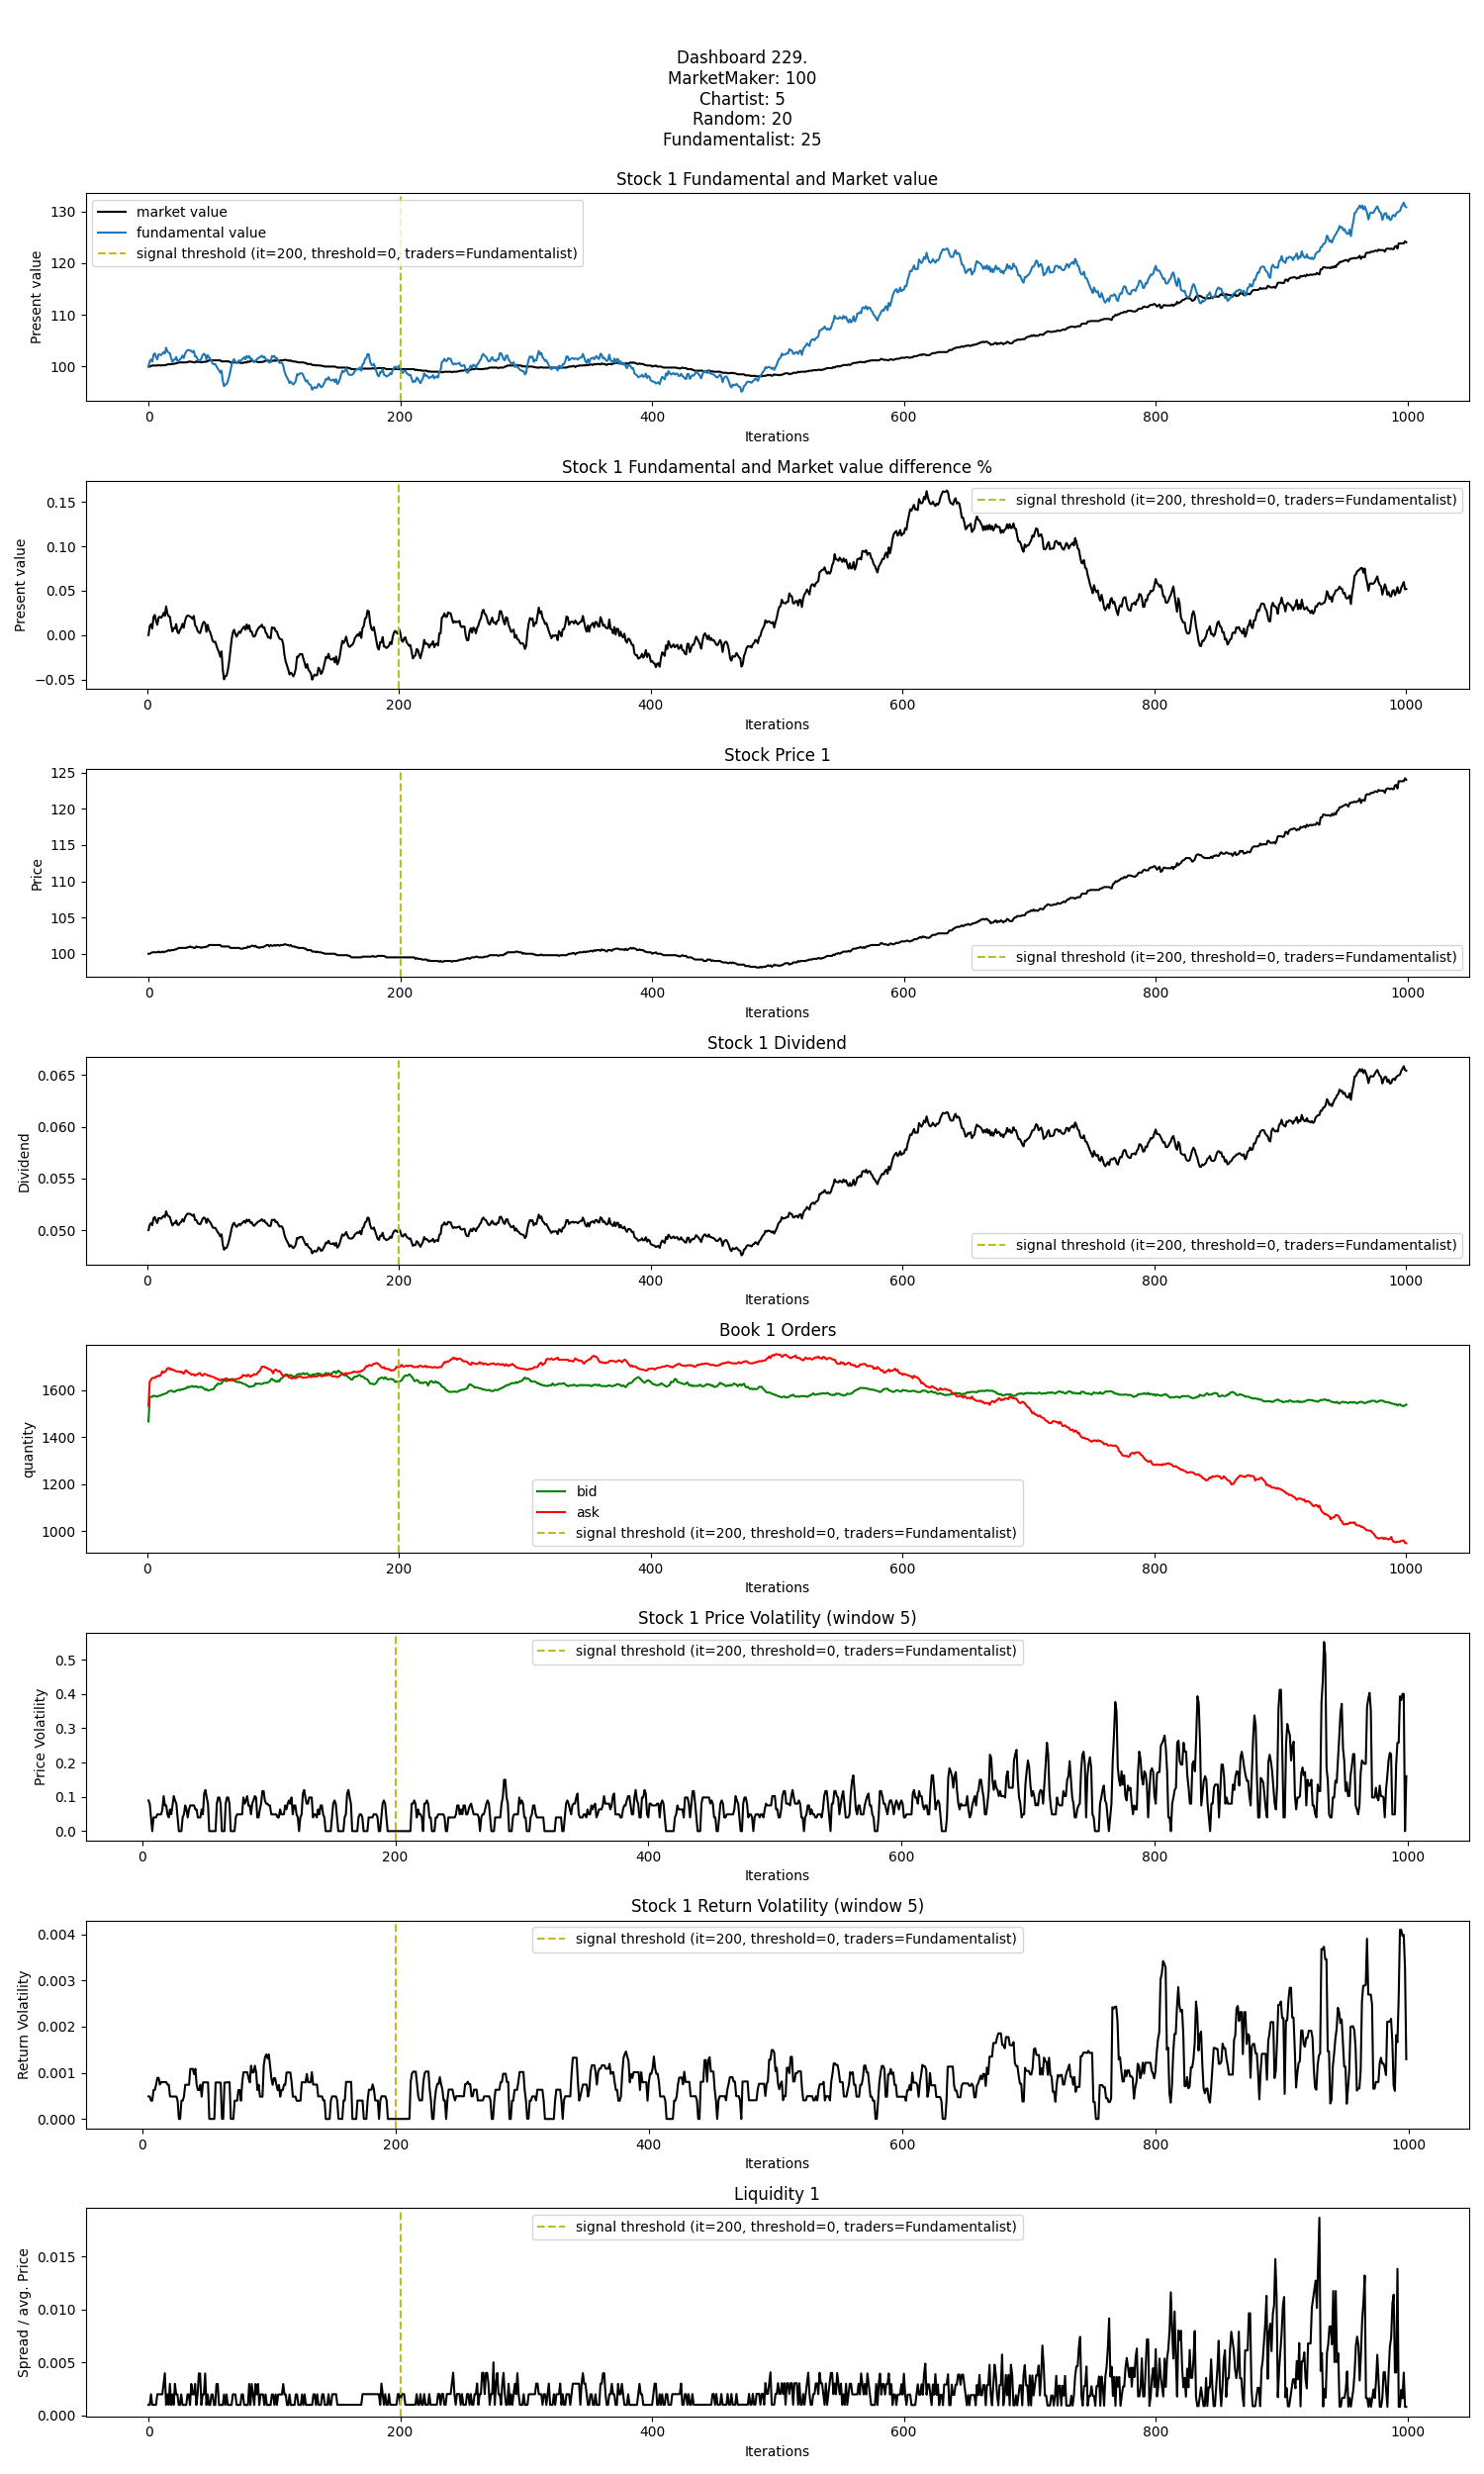 Dashboard 229.
MarketMaker: 100
Chartist: 5
Random: 20
Fundamentalist: 25
Stock 1 Fundamental and Market value
market value
fundamental value
signal threshold (it=200, threshold=0, traders=Fundamentalist)
Present value
130
120
110
100
0 200 400 600 800 1000
Iterations
Stock 1 Fundamental and Market value difference %
signal threshold (it=200, threshold=0, traders=Fundamentalist)
Present value
0.15
0.10
0.05
0.00
−0.05
0 200 400 600 800 1000
Iterations
Stock Price 1
Price
125
120
115
110
105
100
signal threshold (it=200, threshold=0, traders=Fundamentalist)
0 200 400 600 800 1000
Iterations
Stock 1 Dividend
Dividend
0.065
0.060
0.055
0.050
signal threshold (it=200, threshold=0, traders=Fundamentalist)
0 200 400 600 800 1000
Iterations
Book 1 Orders
quantity
1600
1400
1200
1000
bid
ask
signal threshold (it=200, threshold=0, traders=Fundamentalist)
0 200 400 600 800 1000
Iterations
Stock 1 Price Volatility (window 5)
signal threshold (it=200, threshold=0, traders=Fundamentalist)
Price Volatility
0.5
0.4
0.3
0.2
0.1
0.0
0 200 400 600 800 1000
Iterations
Stock 1 Return Volatility (window 5)
signal threshold (it=200, threshold=0, traders=Fundamentalist)
Return Volatility
0.004
0.003
0.002
0.001
0.000
0 200 400 600 800 1000
Iterations
Liquidity 1
signal threshold (it=200, threshold=0, traders=Fundamentalist)
Spread / avg. Price
0.015
0.010
0.005
0.000
0 200 400 600 800 1000
Iterations